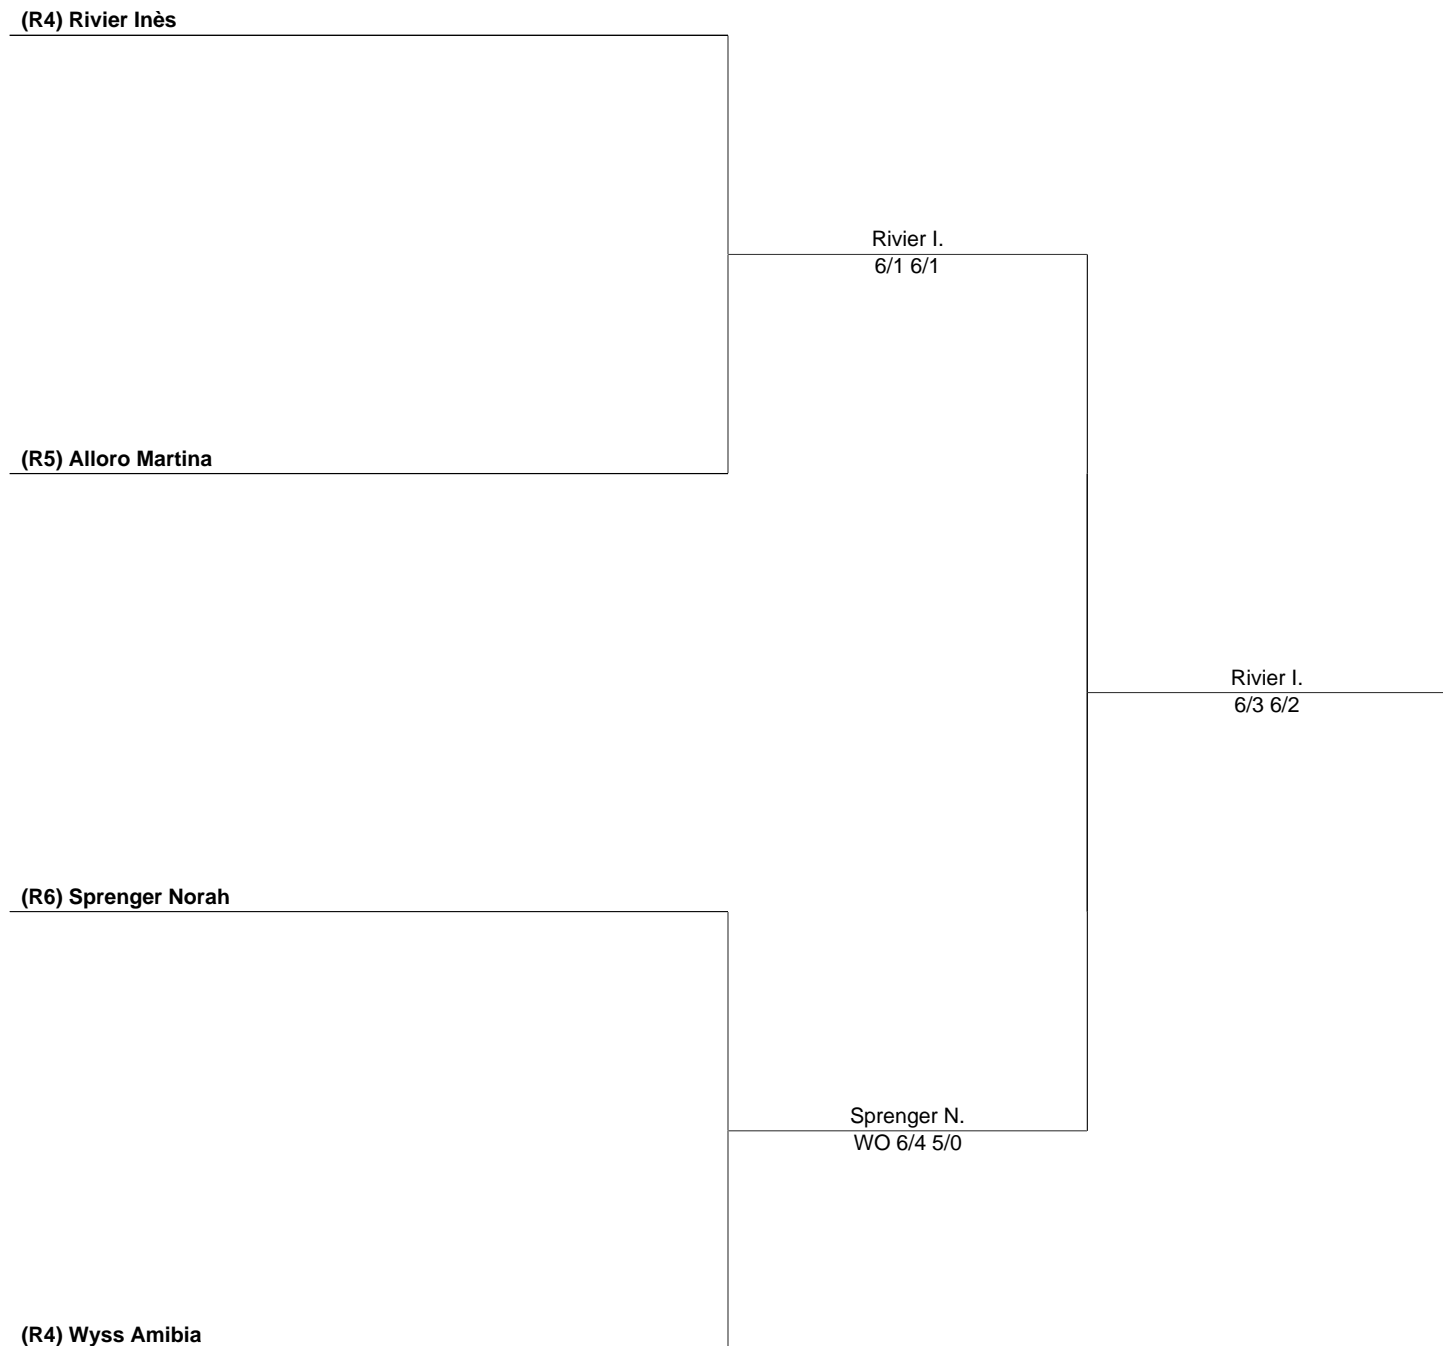 (R4) Rivier Inès
Rivier I.
6/1 6/1
(R5) Alloro Martina
Rivier I.
6/3 6/2
(R6) Sprenger Norah
Sprenger N.
WO 6/4 5/0
(R4) Wyss Amibia